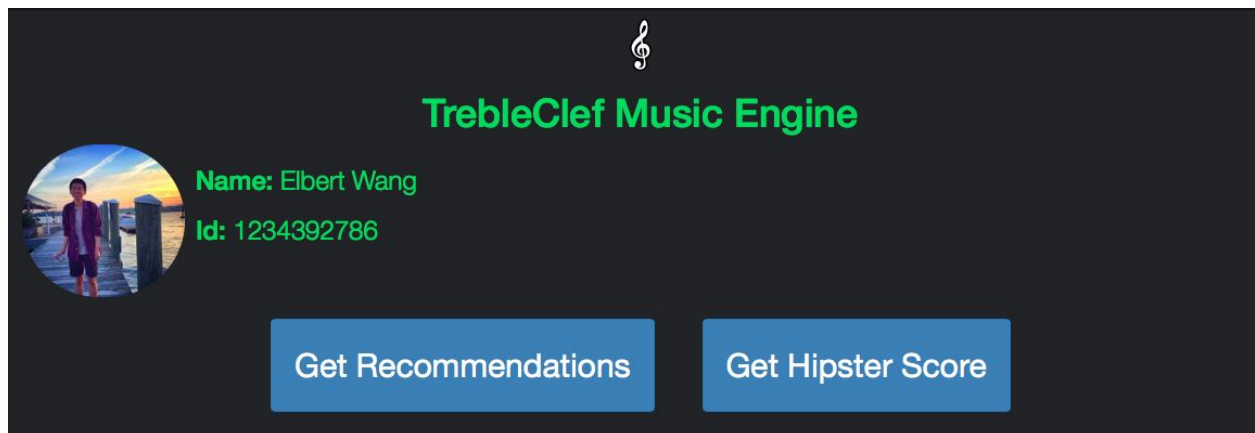 TrebleClef Music Engine
Name: Elbert Wang
Id: 1234392786
Get Recommendations
Get Hipster Score